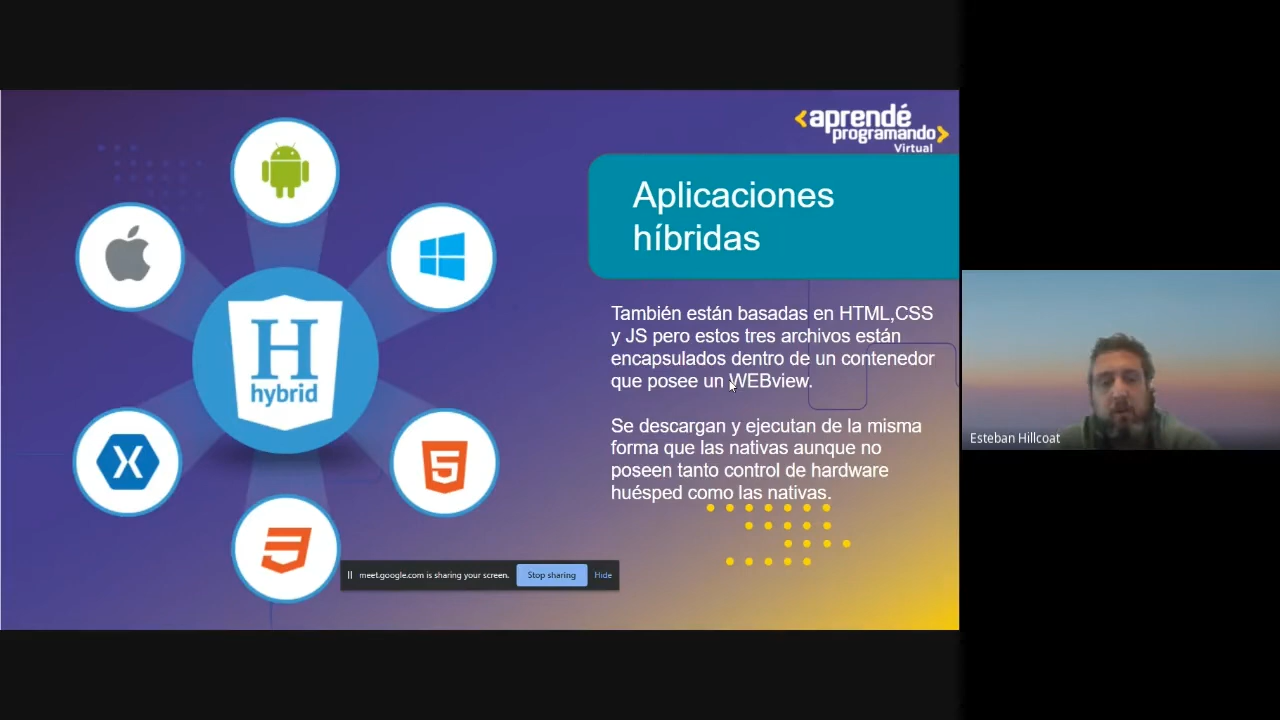 <aprendé
programando>
Virtual
Aplicaciones
híbridas
También están basadas en HTML,CSS
y JS pero estos tres archivos están
encapsulados dentro de un contenedor
que posee un WEBview.
Se descargan y ejecutan de la misma
forma que las nativas aunque no
poseen tanto control de hardware
huésped como las nativas.
H
hybrid
X
5
3
meet.google.com is sharing your screen. Stop sharing Hide
Esteban Hillcoat